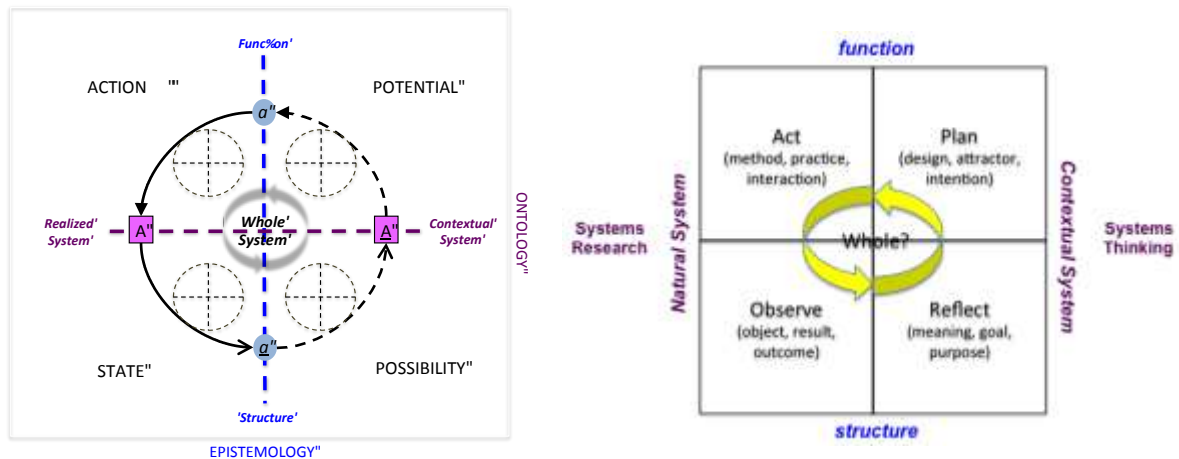 Func%on'
ACTION ""
POTENTIAL"
a"
Realized'
System'
A"
Whole'
System'
A"
Contextual'
System'
ONTOLOGY"
a"
STATE"
POSSIBILITY"
'Structure'
EPISTEMOLOGY"
function
Act
(method, practice,
interaction)
Plan
(design, attractor,
intention)
Systems
Research
Natural System
Whole?
Contextual System
Systems
Thinking
Observe
(object, result,
outcome)
Reflect
(meaning, goal,
purpose)
structure